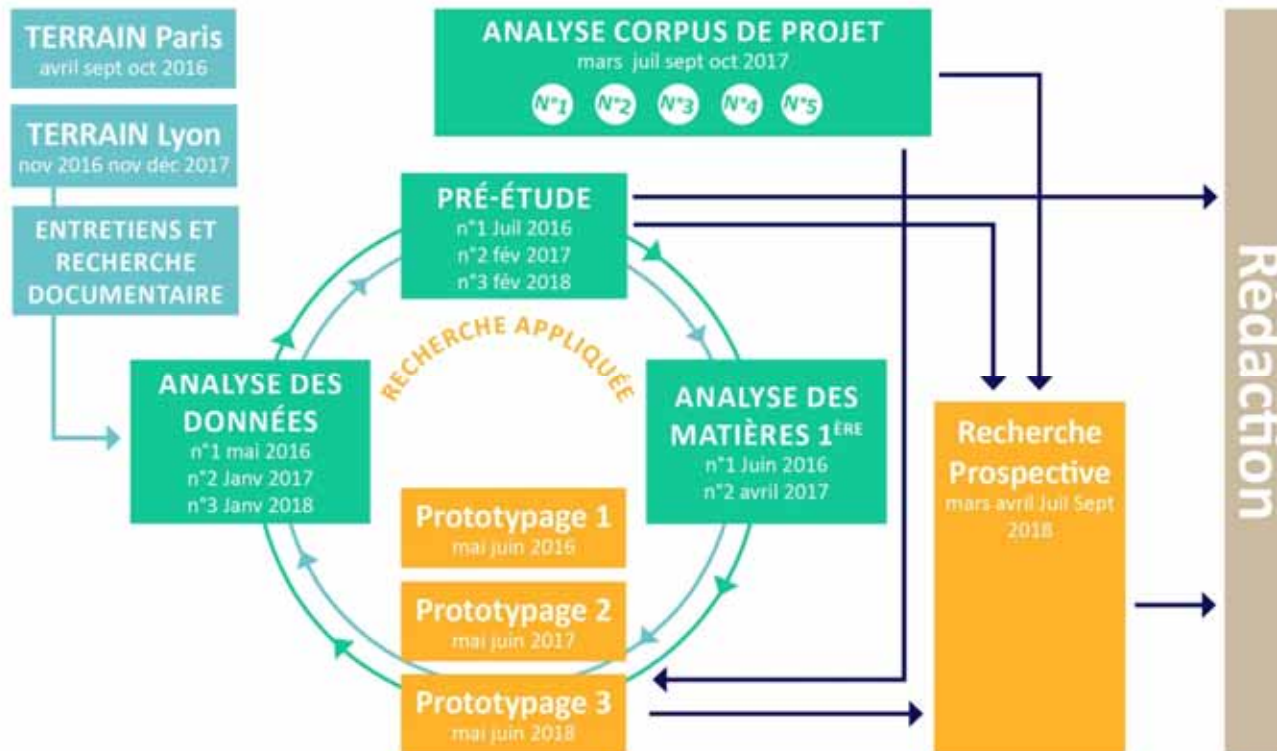 TERRAIN Paris
avril sept oct 2016
TERRAIN Lyon
nov 2016 nov déc 2017
ENTRETIENS ET
RECHERCHE
DOCUMENTAIRE
ANALYSE CORPUS DE PROJET
mars juil sept oct 2017
N°1 N°2 N°3 N°4 N°5
PRÉ-ÉTUDE
n°1 Juil 2016
n°2 fév 2017
n°3 fév 2018
RECHERCHE APPLIQUÉE
ANALYSE DES
DONNÉES
n°1 mai 2016
n°2 Janv 2017
n°3 Janv 2018
ANALYSE DES
MATIÈRES 1ÈRE
n°1 Juin 2016
n°2 avril 2017
Prototypage 1
mai juin 2016
Prototypage 2
mai juin 2017
Prototypage 3
mai juin 2018
Recherche
Prospective
mars avril Juil Sept
2018
Rédaction